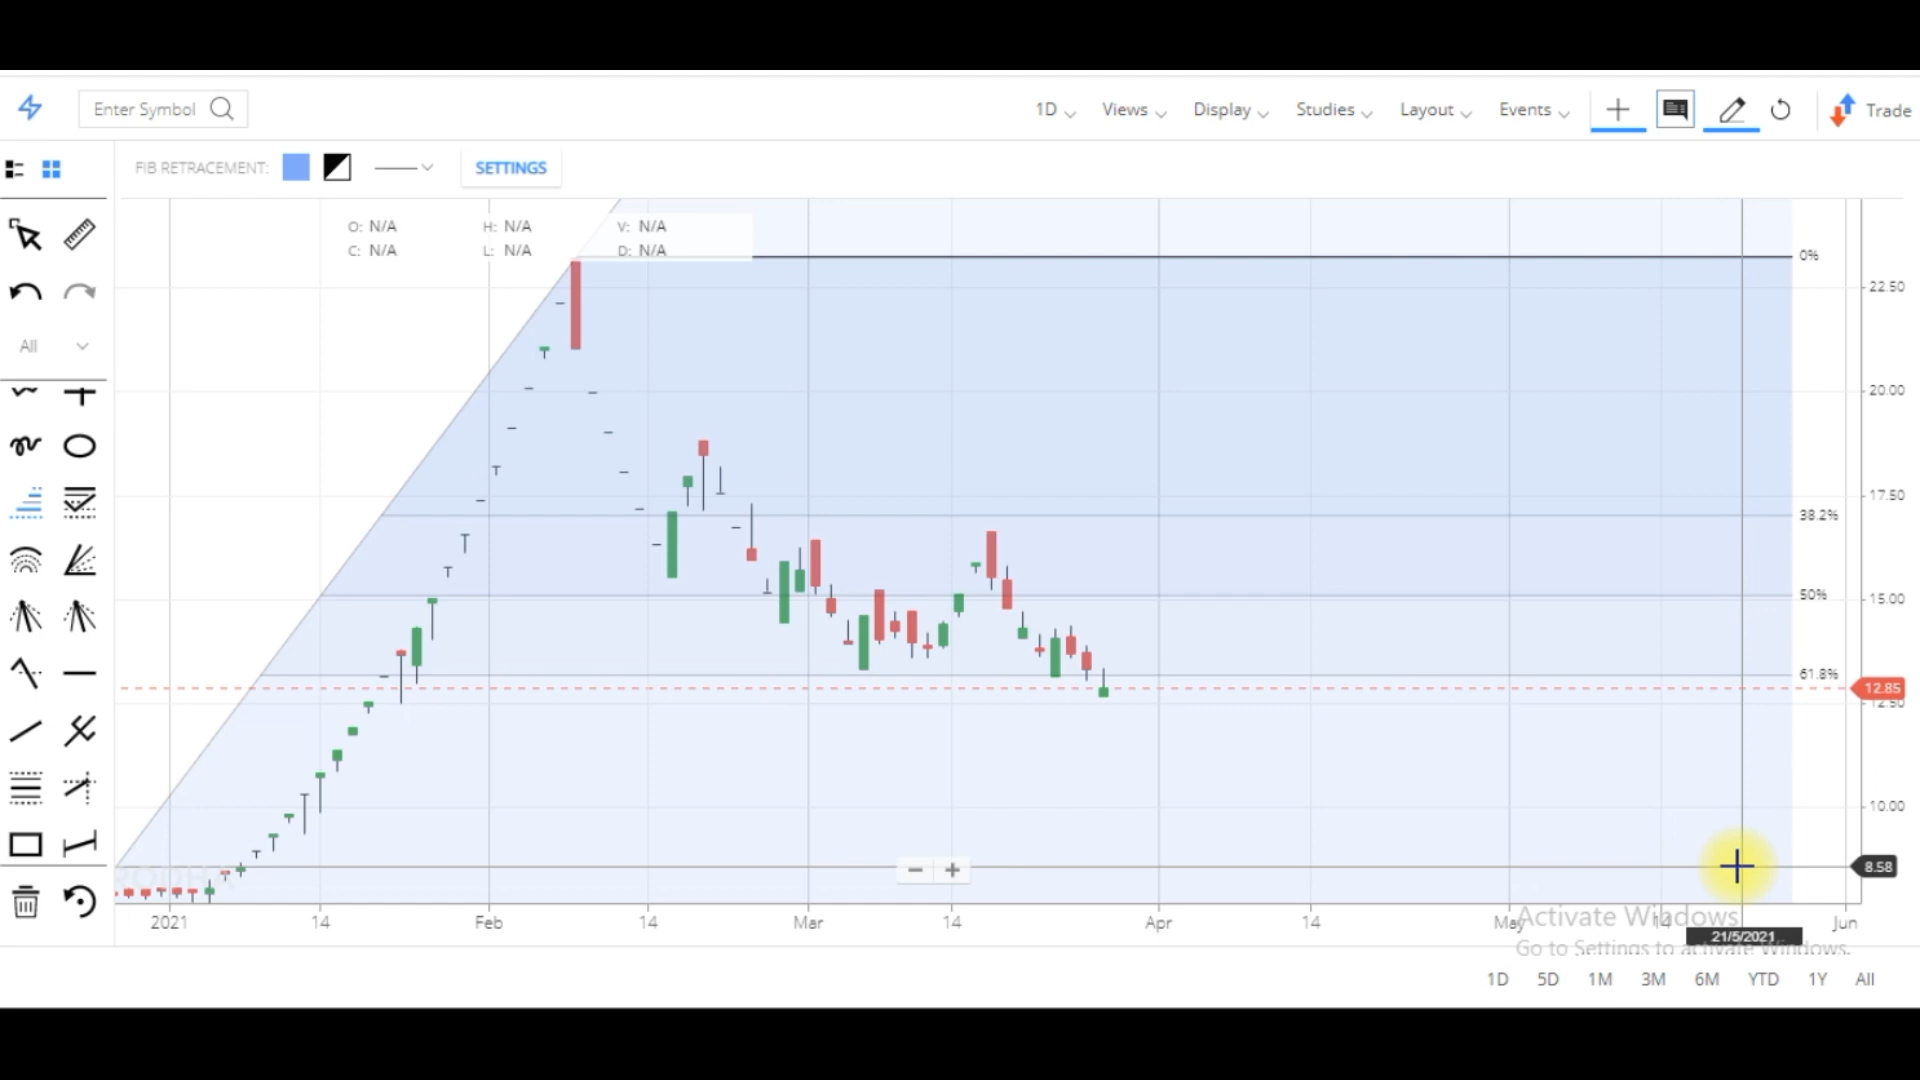 Enter Symbol
1D Views Display Studies Layout Events Trade
FIB RETRACEMENT: SETTINGS
O: N/A H: N/A V: N/A
C: N/A L: N/A D: N/A
0%
22.50
All
20.00
17.50
38.2%
50%
15.00
61.8%
12.85
12.50
10.00
8.58
2021 14 Feb 14 Mar 14 Apr 14 May 14 Jun
Activate Windows
21/5/2021
Go to Settings to activate Windows.
1D 5D 1M 3M 6M YTD 1Y All